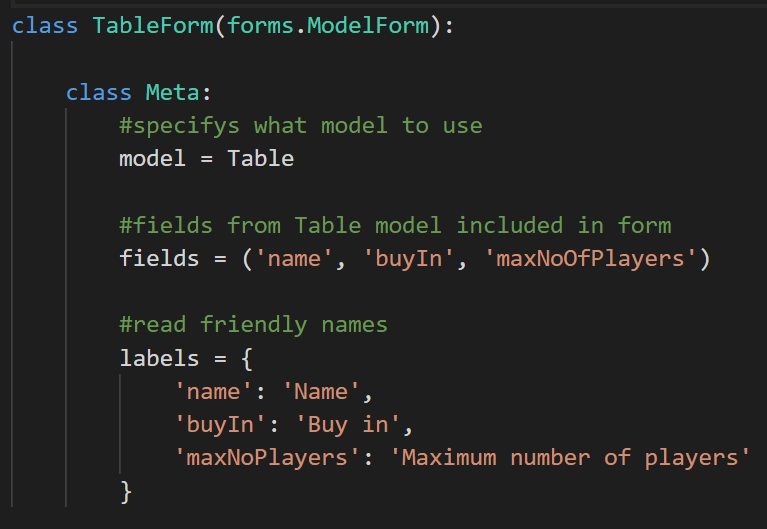 class TableForm(forms.ModelForm):
class Meta:
#specifys what model to use
model = Table
#fields from Table model included in form
fields = ('name', 'buyIn', 'maxNoOfPlayers')
#read friendly names
labels = {
'name': 'Name',
'buyIn': 'Buy in',
'maxNoPlayers': 'Maximum number of players'
}